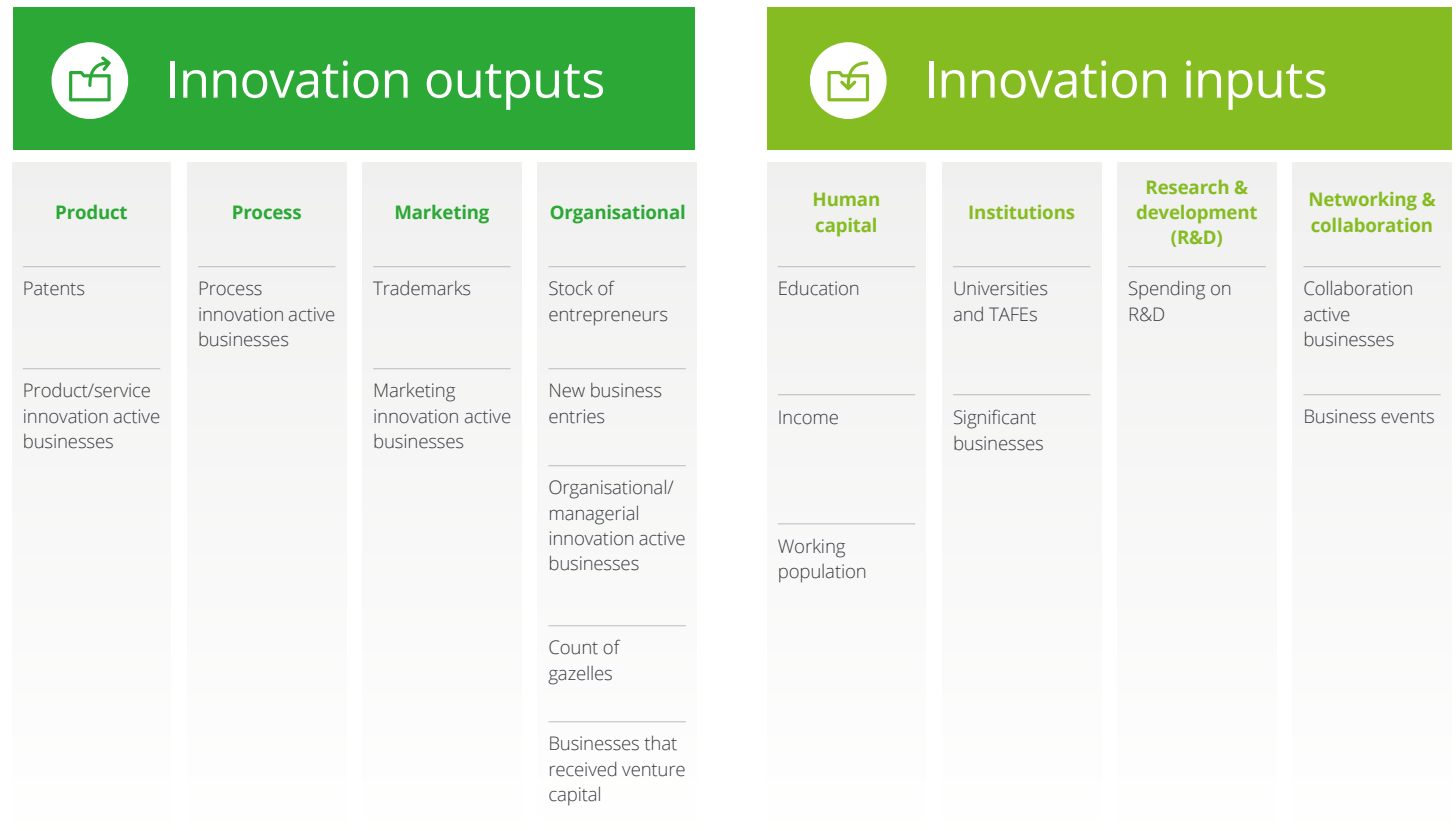 Innovation outputs
Product
Patents
Product/service
innovation active
businesses
Process
Process
innovation active
businesses
Marketing
Trademarks
Marketing
innovation active
businesses
Organisational
Stock of
entrepreneurs
New business
entries
Organisational/
managerial
innovation active
businesses
Count of
gazelles
Businesses that
received venture
capital
Innovation inputs
Human
capital
Education
Income
Working
population
Institutions
Universities
and TAFEs
Significant
businesses
Research &
development
(R&D)
Spending on
R&D
Networking &
collaboration
Collaboration
active
businesses
Business events